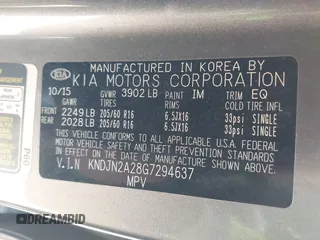 MANUFACTURED IN KOREA BY
KIA KIA MOTORS CORPORATION
10/15 GVWR 3902 LB PAINT IM TRIM EQ
GAWR TIRES RIMS COLD TIRE INFL
FRONT 2249 LB 205/60 R16 6.5JX16 33psi SINGLE
REAR 2028 LB 205/60 R16 6.5JX16 33psi SINGLE
THIS VEHICLE CONFORMS TO ALL APPLICABLE
U.S.A. FEDERAL MOTOR VEHICLE SAFETY, BUMPER,
AND THEFT PREVENTION STANDARDS IN EFFECT ON
THE DATE OF MANUFACTURE SHOWN ABOVE.
V.I.N KNDJN2A28G7294637
MPV
P60
DREAMBID